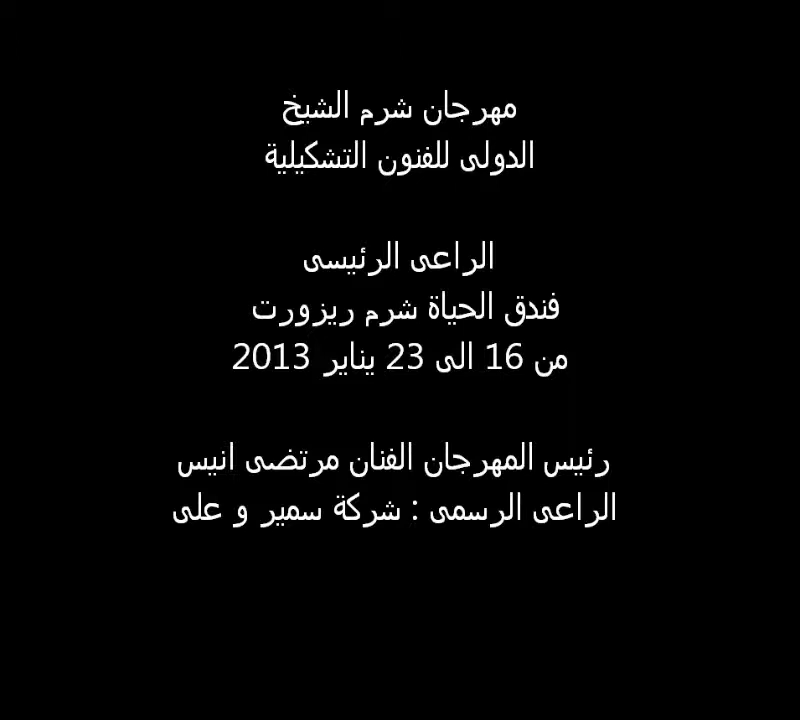 مهرجان شرم الشيخ
الدولى للفنون التشكيلية
الراعى الرئيسى
فندق الحياة شرم ريزورت
من 16 الى 23 يناير 2013
رئيس المهرجان الفنان مرتضى انيس
الراعى الرسمى : شركة سمير و على